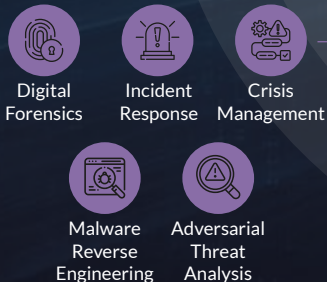 Digital
Forensics
Incident
Response
Crisis
Management
Malware
Reverse
Engineering
Adversarial
Threat
Analysis